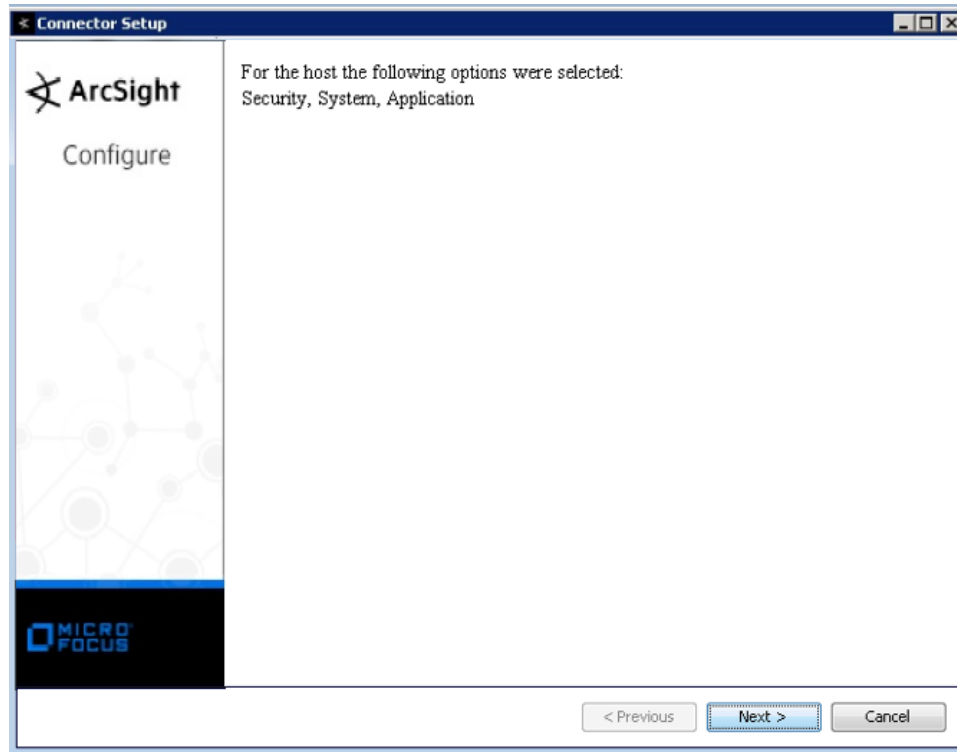 Connector Setup
ArcSight
Configure
For the host the following options were selected:
Security, System, Application
MICRO
FOCUS
< Previous
Next >
Cancel